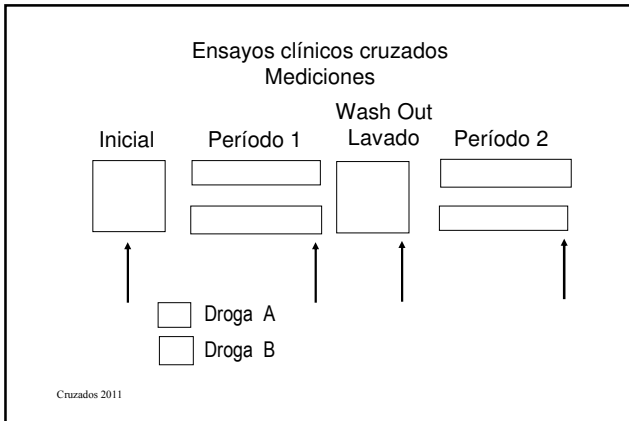 Ensayos clínicos cruzados
Mediciones
Wash Out
Inicial Período 1 Lavado Período 2
Droga A
Droga B
Cruzados 2011